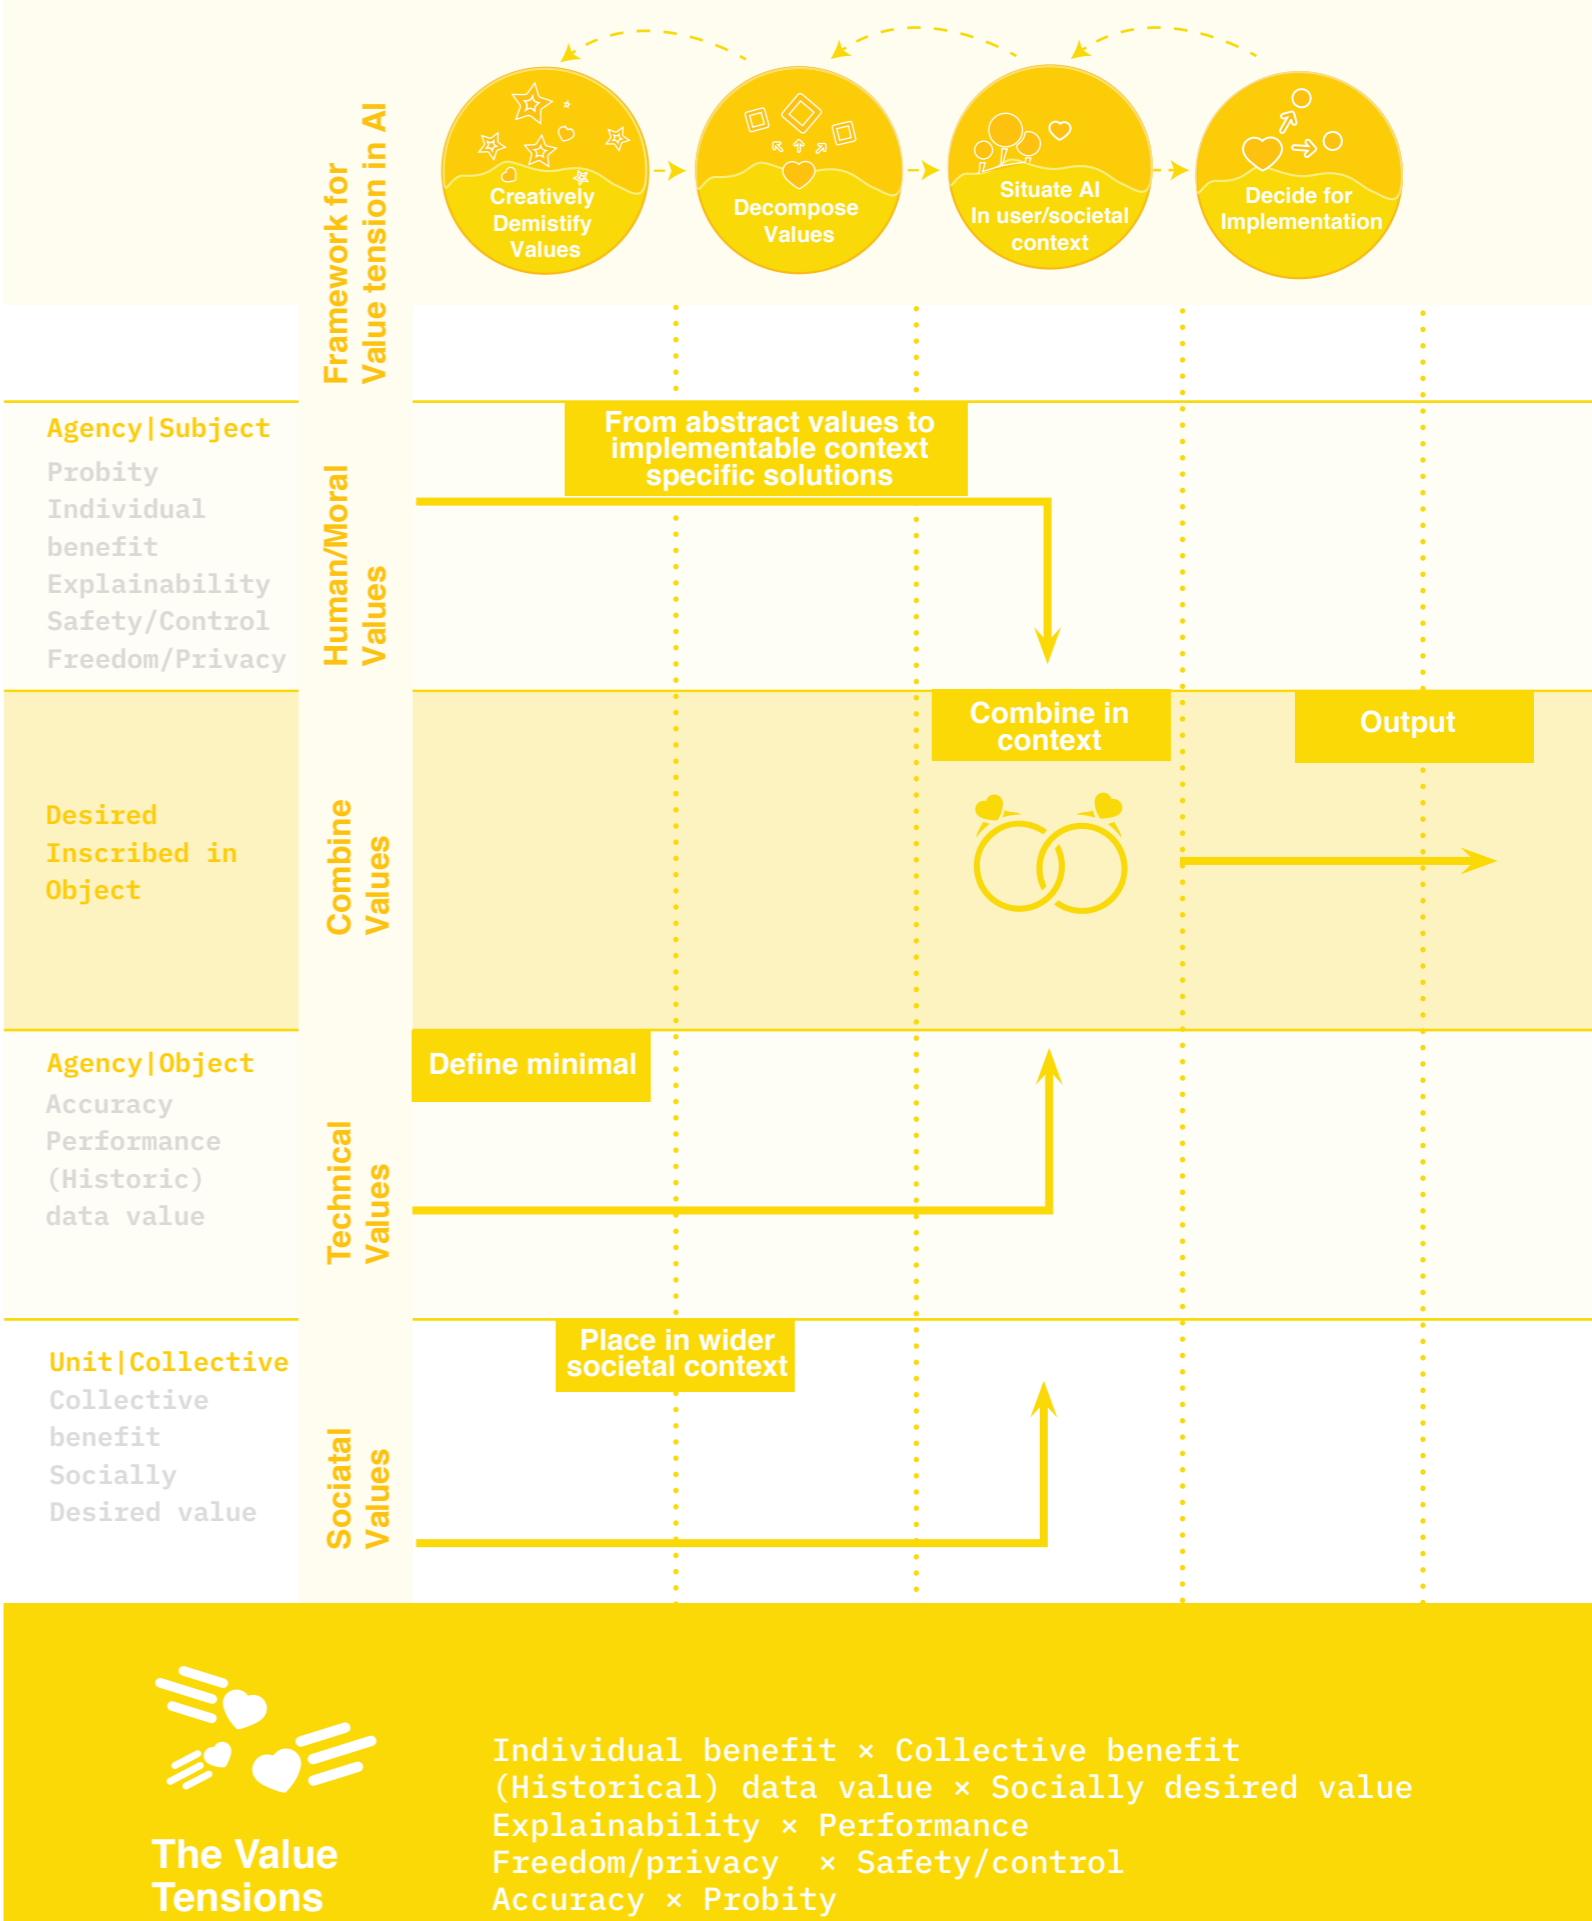 Framework for
Value tension in AI
Creatively
Demistify
Values
Decompose
Values
Situate AI
In user/societal
context
Decide for
Implementation
Agency|Subject
Probity
Individual
benefit
Explainability
Safety/Control
Freedom/Privacy
Human/Moral
Values
From abstract values to
implementable context
specific solutions
Desired
Inscribed in
Object
Combine
Values
Combine in
context
Output
Agency|Object
Accuracy
Performance
(Historic)
data value
Technical
Values
Define minimal
Unit|Collective
Collective
benefit
Socially
Desired value
Sociatal
Values
Place in wider
societal context
The Value
Tensions
Individual benefit × Collective benefit
(Historical) data value × Socially desired value
Explainability × Performance
Freedom/privacy × Safety/control
Accuracy × Probity